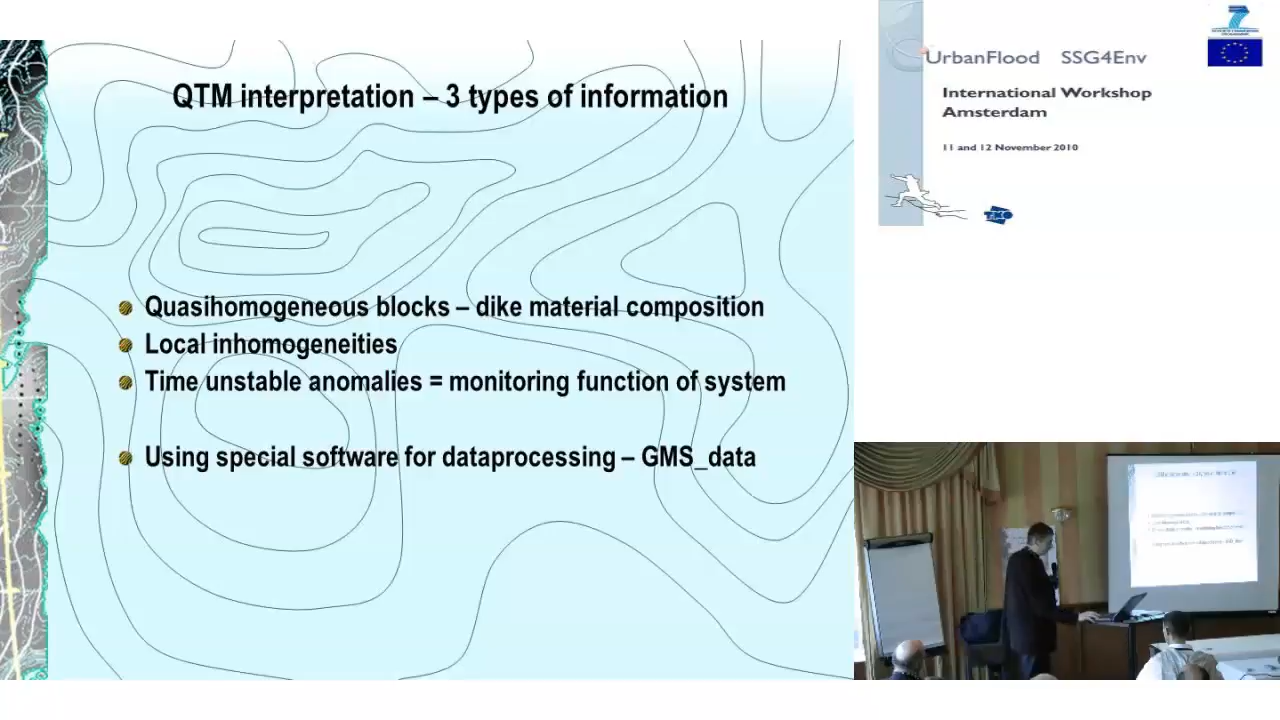 QTM interpretation – 3 types of information
Quasihomogeneous blocks – dike material composition
Local inhomogeneities
Time unstable anomalies = monitoring function of system
Using special software for dataprocessing – GMS_data
UrbanFlood SSG4Env
International Workshop
Amsterdam
11 and 12 November 2010